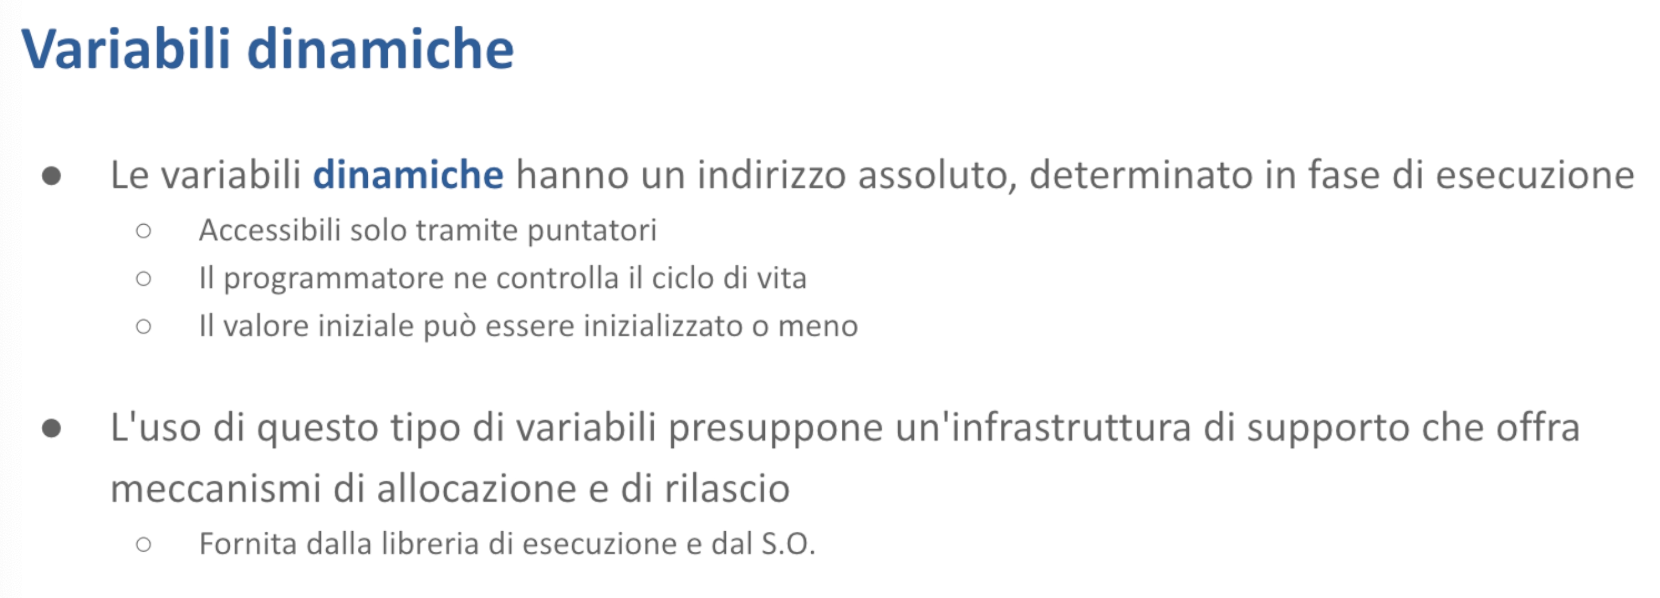 Variabili dinamiche
● Le variabili dinamiche hanno un indirizzo assoluto, determinato in fase di esecuzione
○ Accessibili solo tramite puntatori
○ Il programmatore ne controlla il ciclo di vita
○ Il valore iniziale può essere inizializzato o meno
● L'uso di questo tipo di variabili presuppone un'infrastruttura di supporto che offra
meccanismi di allocazione e di rilascio
○ Fornita dalla libreria di esecuzione e dal S.O.